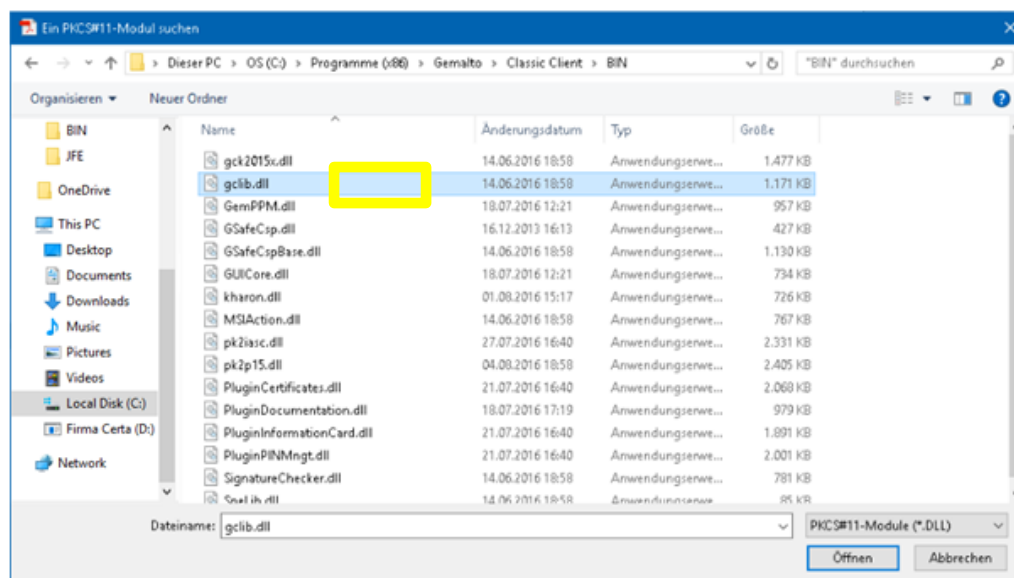 Ein PKCS#11-Modul suchen
Dieser PC > OS (C:) > Programme (x86) > Gemalto > Classic Client > BIN
"BIN" durchsuchen
Organisieren
Neuer Ordner
BIN
JFE
OneDrive
This PC
Desktop
Documents
Downloads
Music
Pictures
Videos
Local Disk (C:)
Firma Certa (D:)
Network
Name Änderungsdatum Typ Größe
gck2015x.dll 14.06.2016 18:58 Anwendungserwe... 1.477 KB
gclib.dll 14.06.2016 18:58 Anwendungserwe... 1.171 KB
GemPPM.dll 18.07.2016 12:21 Anwendungserwe... 957 KB
GSafeCsp.dll 16.12.2013 16:13 Anwendungserwe... 427 KB
GSafeCspBase.dll 14.06.2016 18:58 Anwendungserwe... 1.130 KB
GUICore.dll 18.07.2016 12:21 Anwendungserwe... 734 KB
kharon.dll 01.08.2016 15:17 Anwendungserwe... 726 KB
MSIAction.dll 14.06.2016 18:58 Anwendungserwe... 767 KB
pk2iasc.dll 27.07.2016 16:40 Anwendungserwe... 2.331 KB
pk2p15.dll 04.08.2016 18:58 Anwendungserwe... 2.405 KB
PluginCertificates.dll 21.07.2016 16:40 Anwendungserwe... 2.068 KB
PluginDocumentation.dll 18.07.2016 17:19 Anwendungserwe... 979 KB
PluginInformationCard.dll 21.07.2016 16:40 Anwendungserwe... 1.891 KB
PluginPINMngt.dll 21.07.2016 16:40 Anwendungserwe... 2.001 KB
SignatureChecker.dll 14.06.2016 18:58 Anwendungserwe... 781 KB
14.06.2016 18:58 Anwendungserwe... 85 KB
Dateiname: gclib.dll
PKCS#11-Module (*.DLL)
Öffnen
Abbrechen